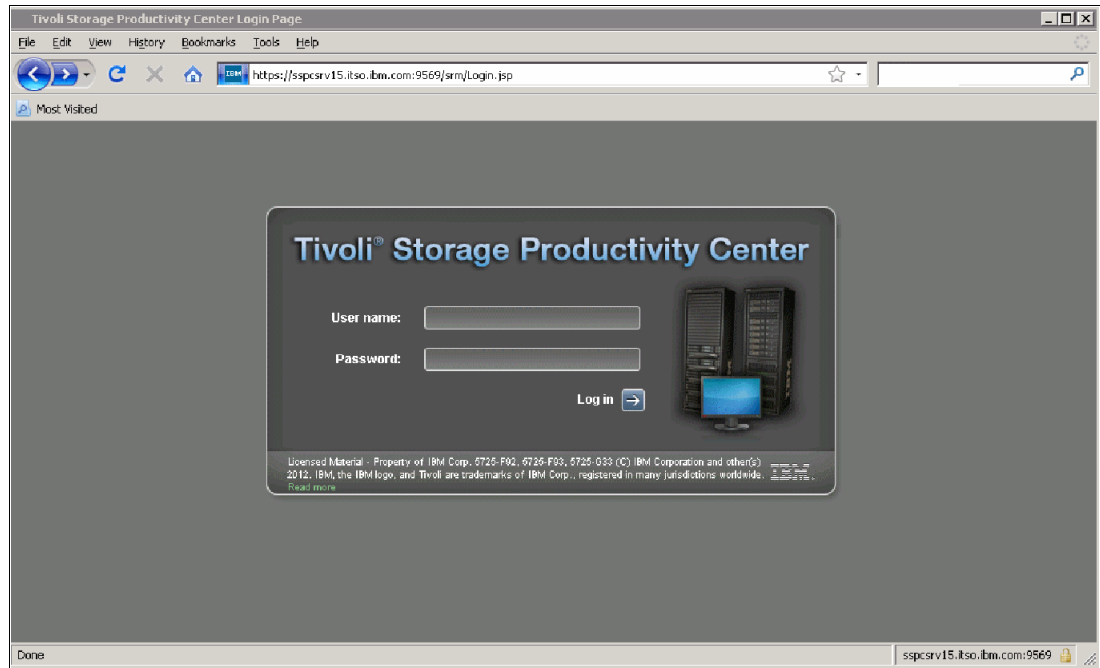 Tivoli Storage Productivity Center Login Page
File Edit View History Bookmarks Tools Help
IBM https://sspcsrv15.itso.ibm.com:9569/srm/Login.jsp
Most Visited
Tivoli® Storage Productivity Center
User name:
Password:
Log in
Licensed Material - Property of IBM Corp. 5725-F92, 5725-F93, 5725-G33 (C) IBM Corporation and other(s)
2012. IBM, the IBM logo, and Tivoli are trademarks of IBM Corp., registered in many jurisdictions worldwide.
IBM
Read more
Done
sspcsrv15.itso.ibm.com:9569